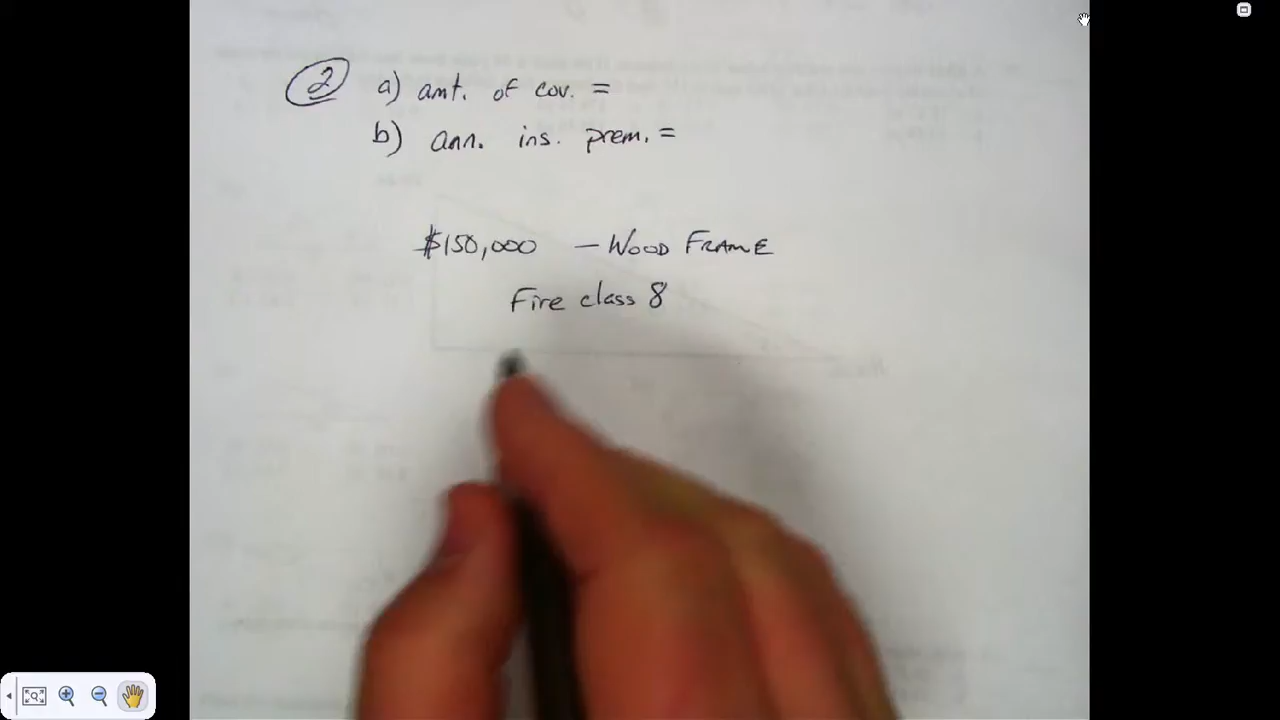 2 a) amt. of cov. =
b) ann. ins. prem. =
$150,000 — WOOD FRAME
Fire class 8